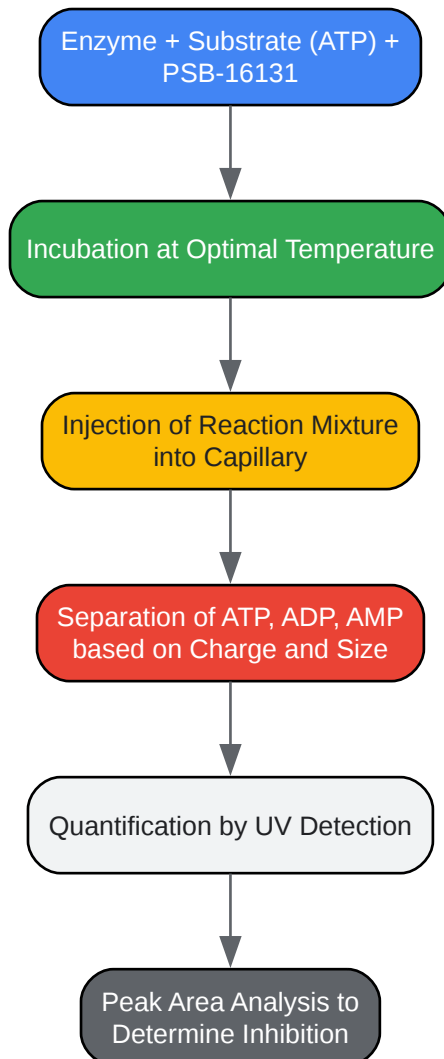 Enzyme + Substrate (ATP) +
PSB-16131
Incubation at Optimal Temperature
Injection of Reaction Mixture
into Capillary
Separation of ATP, ADP, AMP
based on Charge and Size
Quantification by UV Detection
Peak Area Analysis to
Determine Inhibition